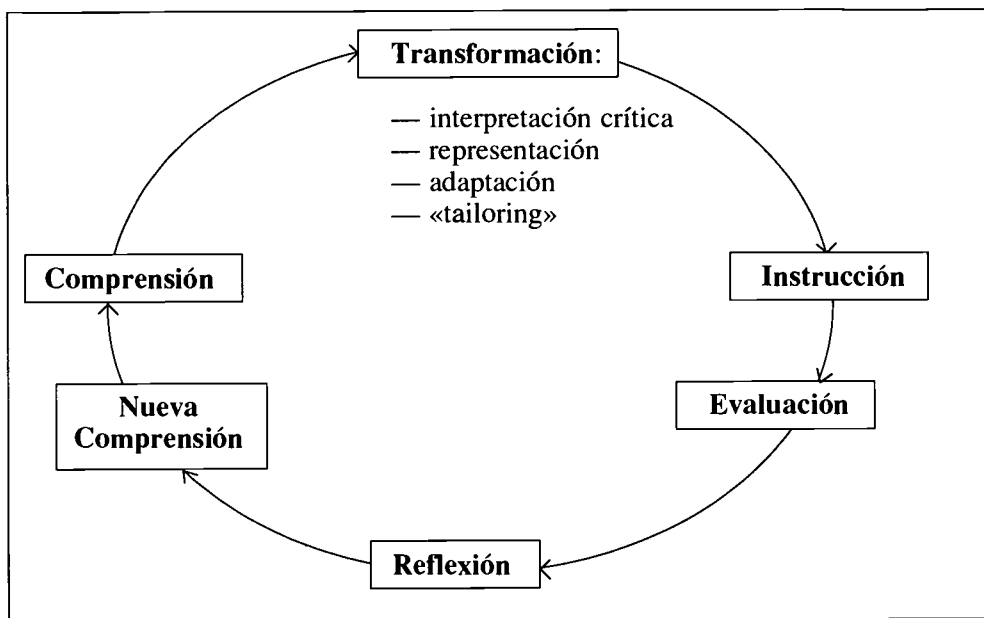 Transformación:
— interpretación crítica
— representación
— adaptación
— «tailoring»
Comprensión
Instrucción
Nueva
Comprensión
Evaluación
Reflexión